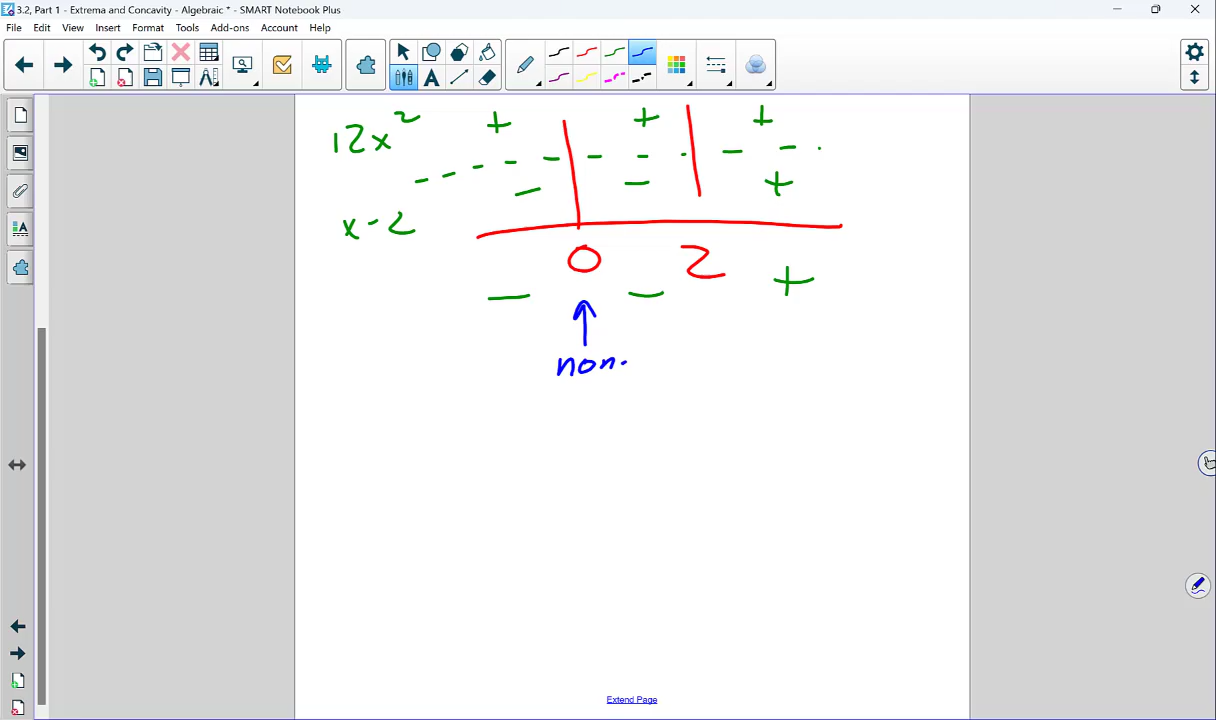 3.2, Part 1 - Extrema and Concavity - Algebraic * - SMART Notebook Plus
File Edit View Insert Format Tools Add-ons Account Help
12x² + + +
- - +
x-2
0 2
- - +
↑
non-
Extend Page